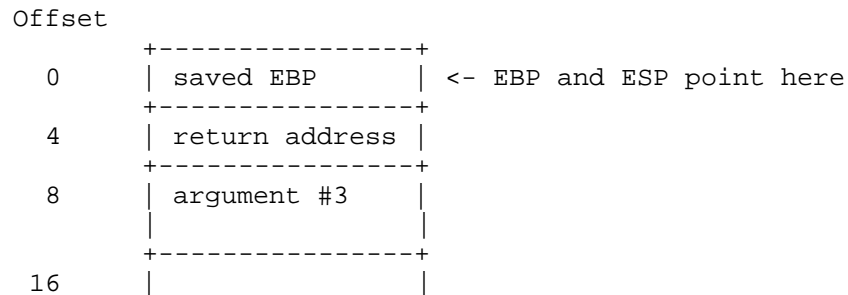 Offset
+----------------+
0 | saved EBP | <- EBP and ESP point here
+----------------+
4 | return address |
+----------------+
8 | argument #3 |
| |
+----------------+
16 | |